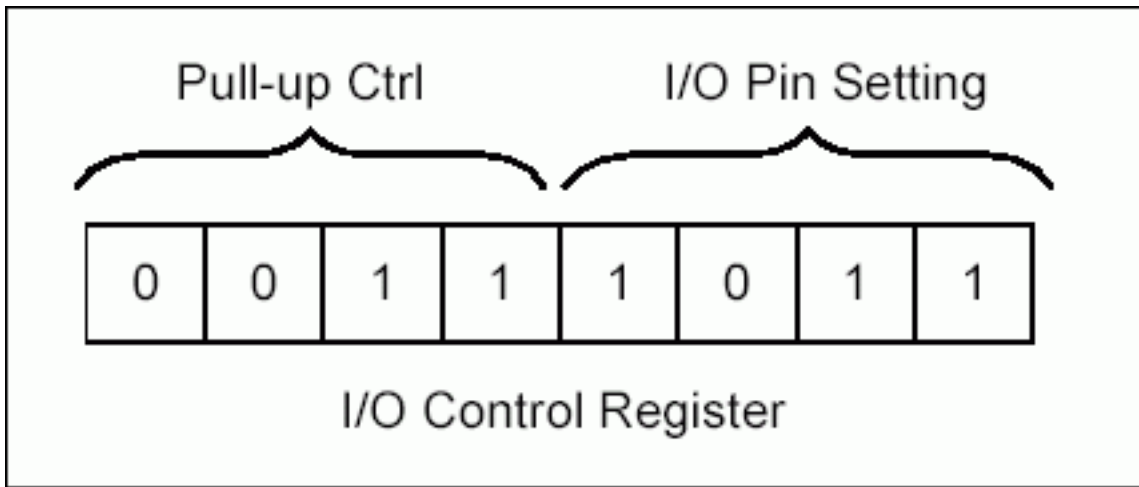 Pull-up Ctrl I/O Pin Setting
0 0 1 1 1 0 1 1
I/O Control Register